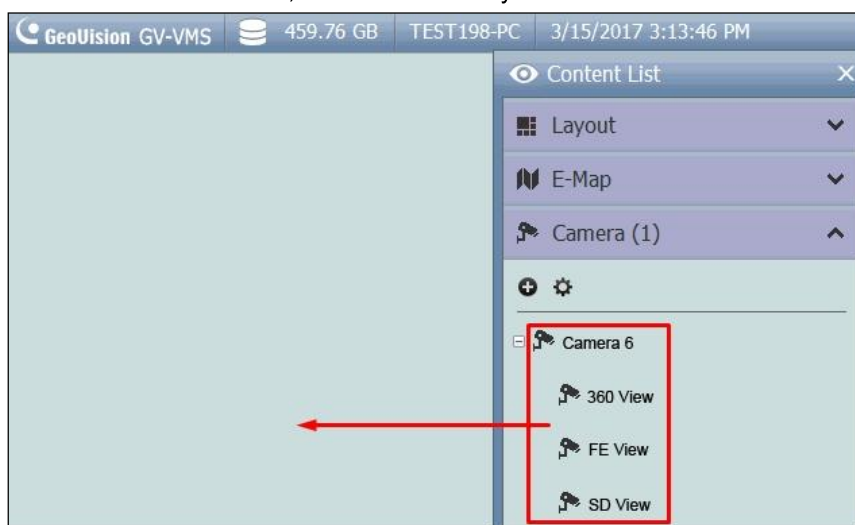 GeoVision GV-VMS 459.76 GB TEST198-PC 3/15/2017 3:13:46 PM
Content List
Layout
E-Map
Camera (1)
Camera 6
360 View
FE View
SD View